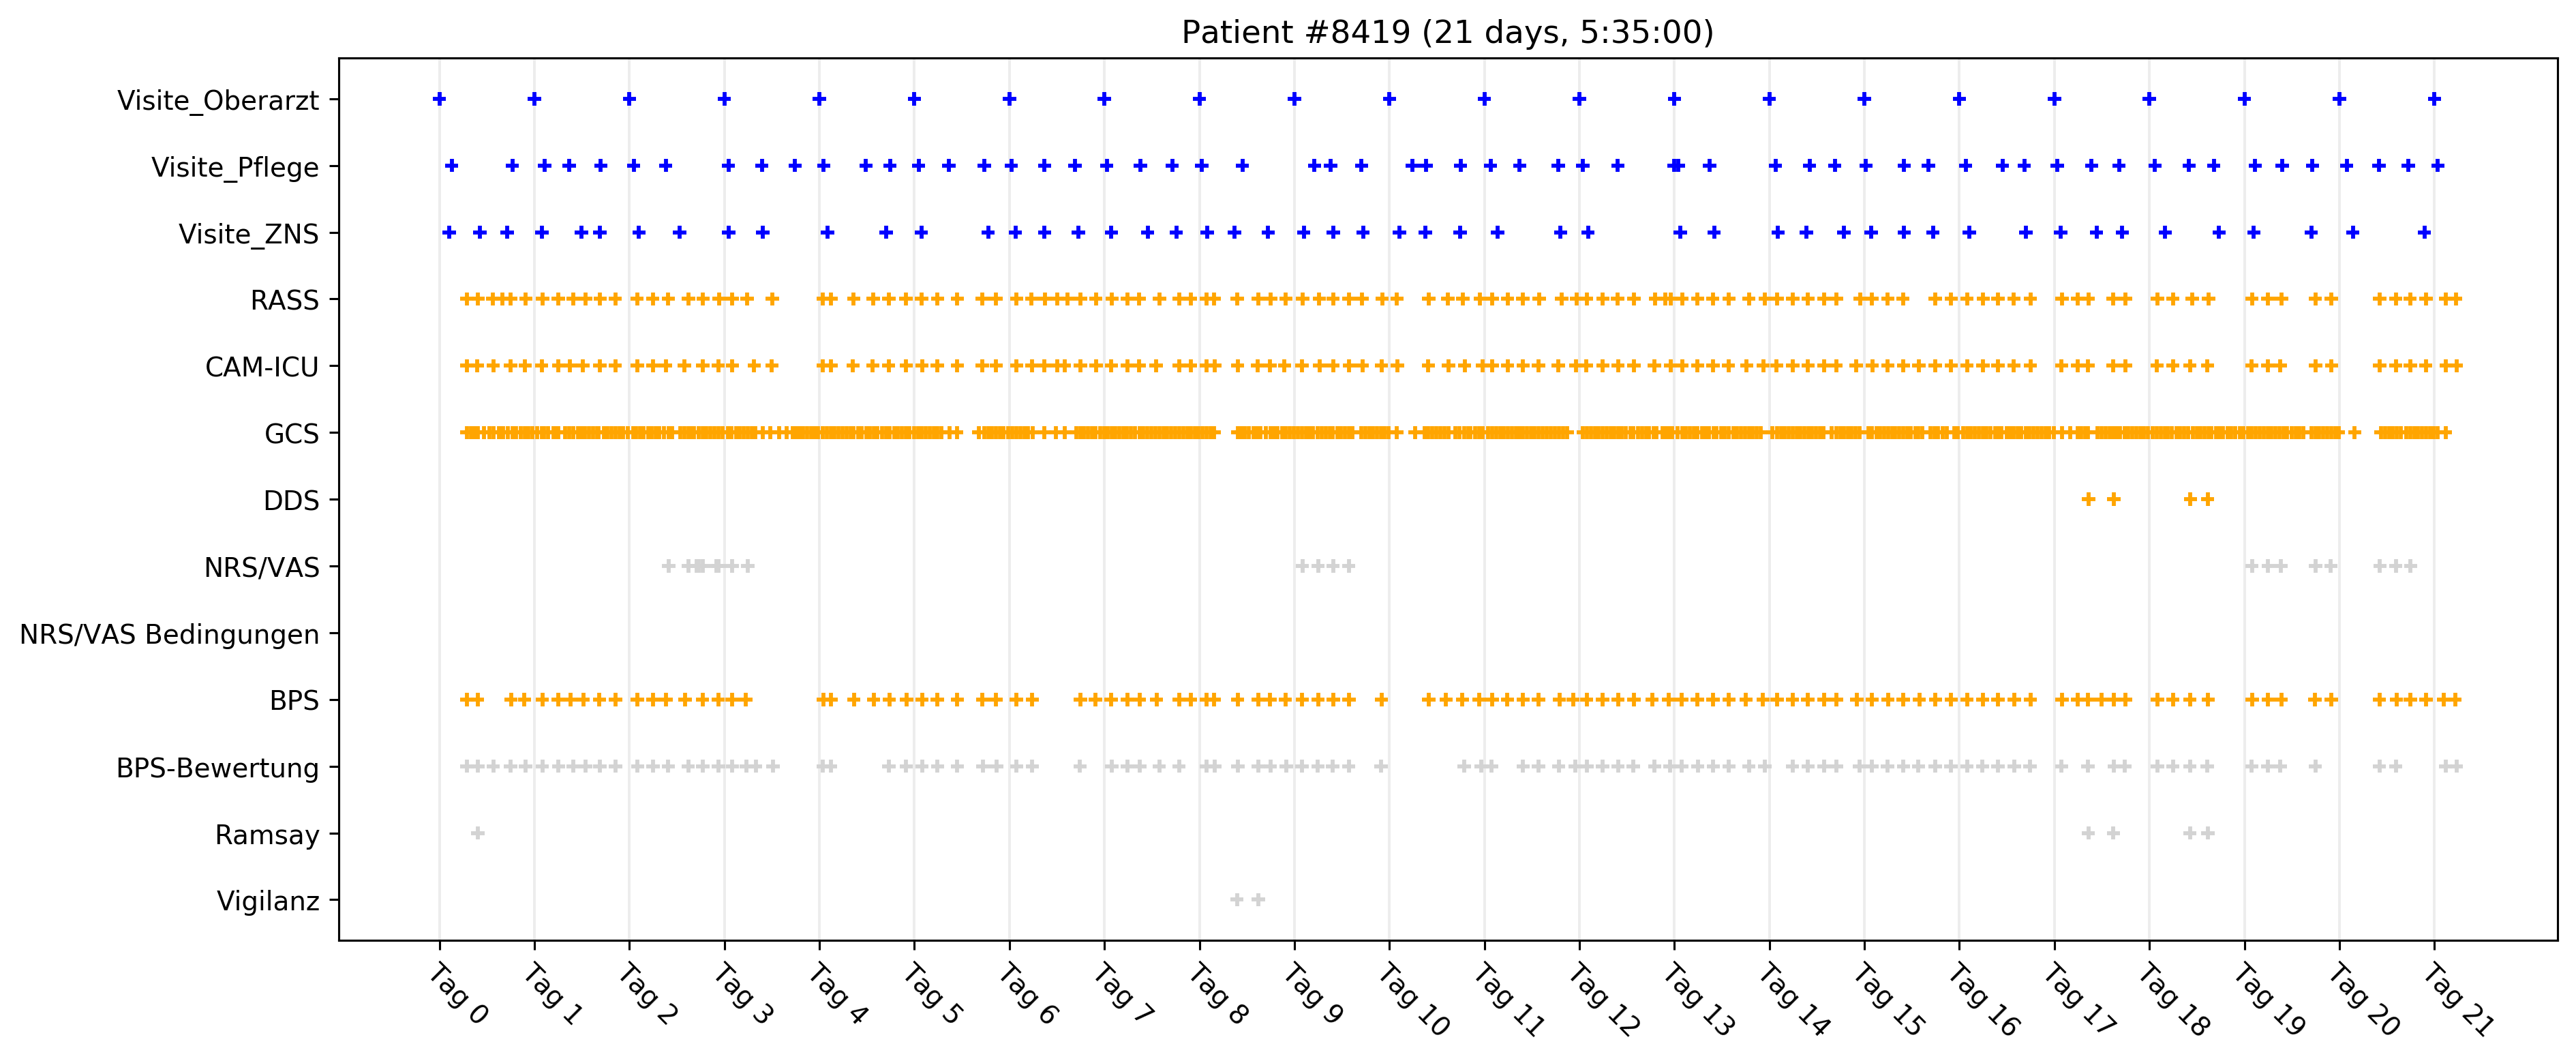 Patient #8419 (21 days, 5:35:00)
Visite_Oberarzt
Visite_Pflege
Visite_ZNS
RASS
CAM-ICU
GCS
DDS
NRS/VAS
NRS/VAS Bedingungen
BPS
BPS-Bewertung
Ramsay
Vigilanz
Tag 0
Tag 1
Tag 2
Tag 3
Tag 4
Tag 5
Tag 6
Tag 7
Tag 8
Tag 9
Tag 10
Tag 11
Tag 12
Tag 13
Tag 14
Tag 15
Tag 16
Tag 17
Tag 18
Tag 19
Tag 20
Tag 21